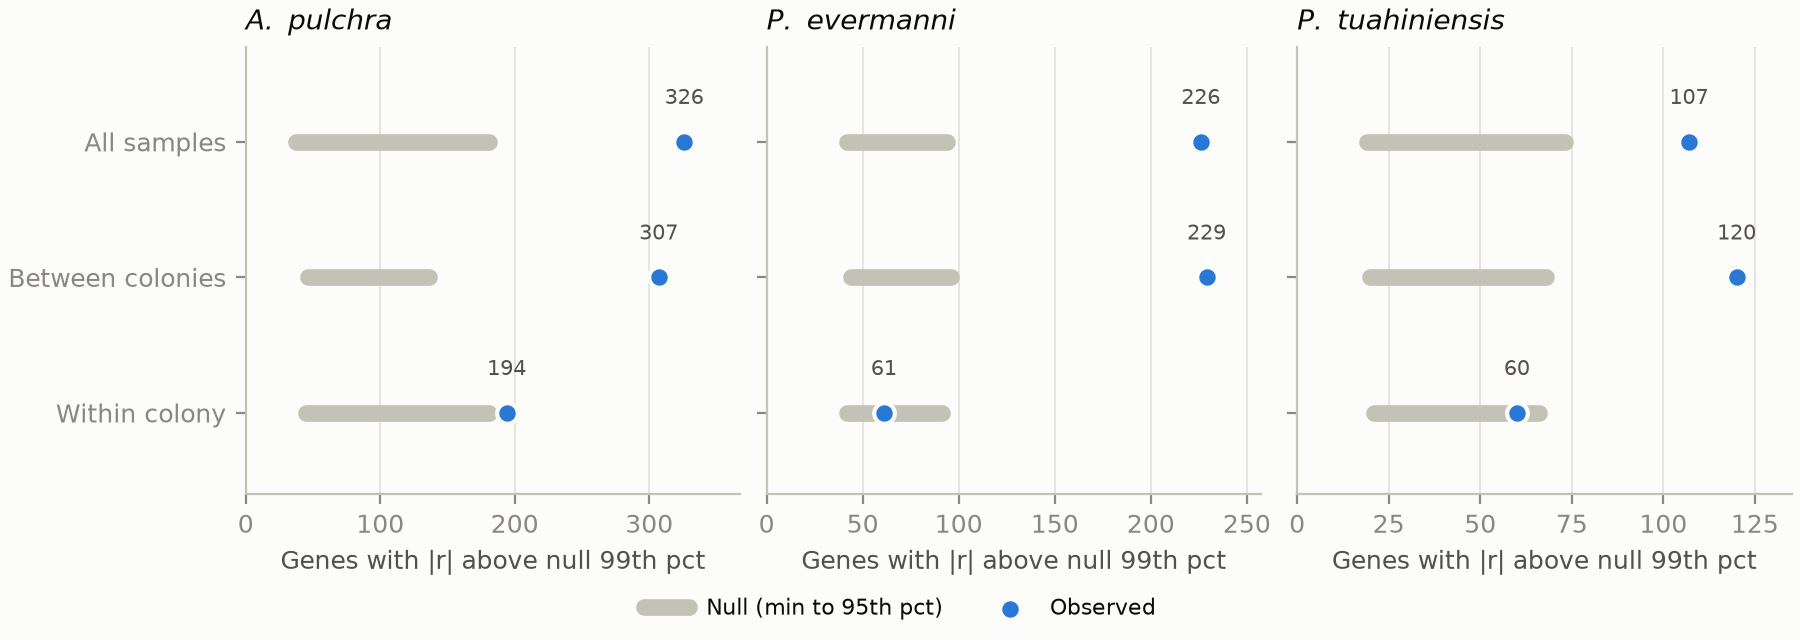 A. pulchra
P. evermanni
P. tuahiniensis
All samples
Between colonies
Within colony
326
307
194
226
229
61
107
120
60
0 100 200 300
0 50 100 150 200 250
0 25 50 75 100 125
Genes with |r| above null 99th pct
Genes with |r| above null 99th pct
Genes with |r| above null 99th pct
Null (min to 95th pct)
Observed